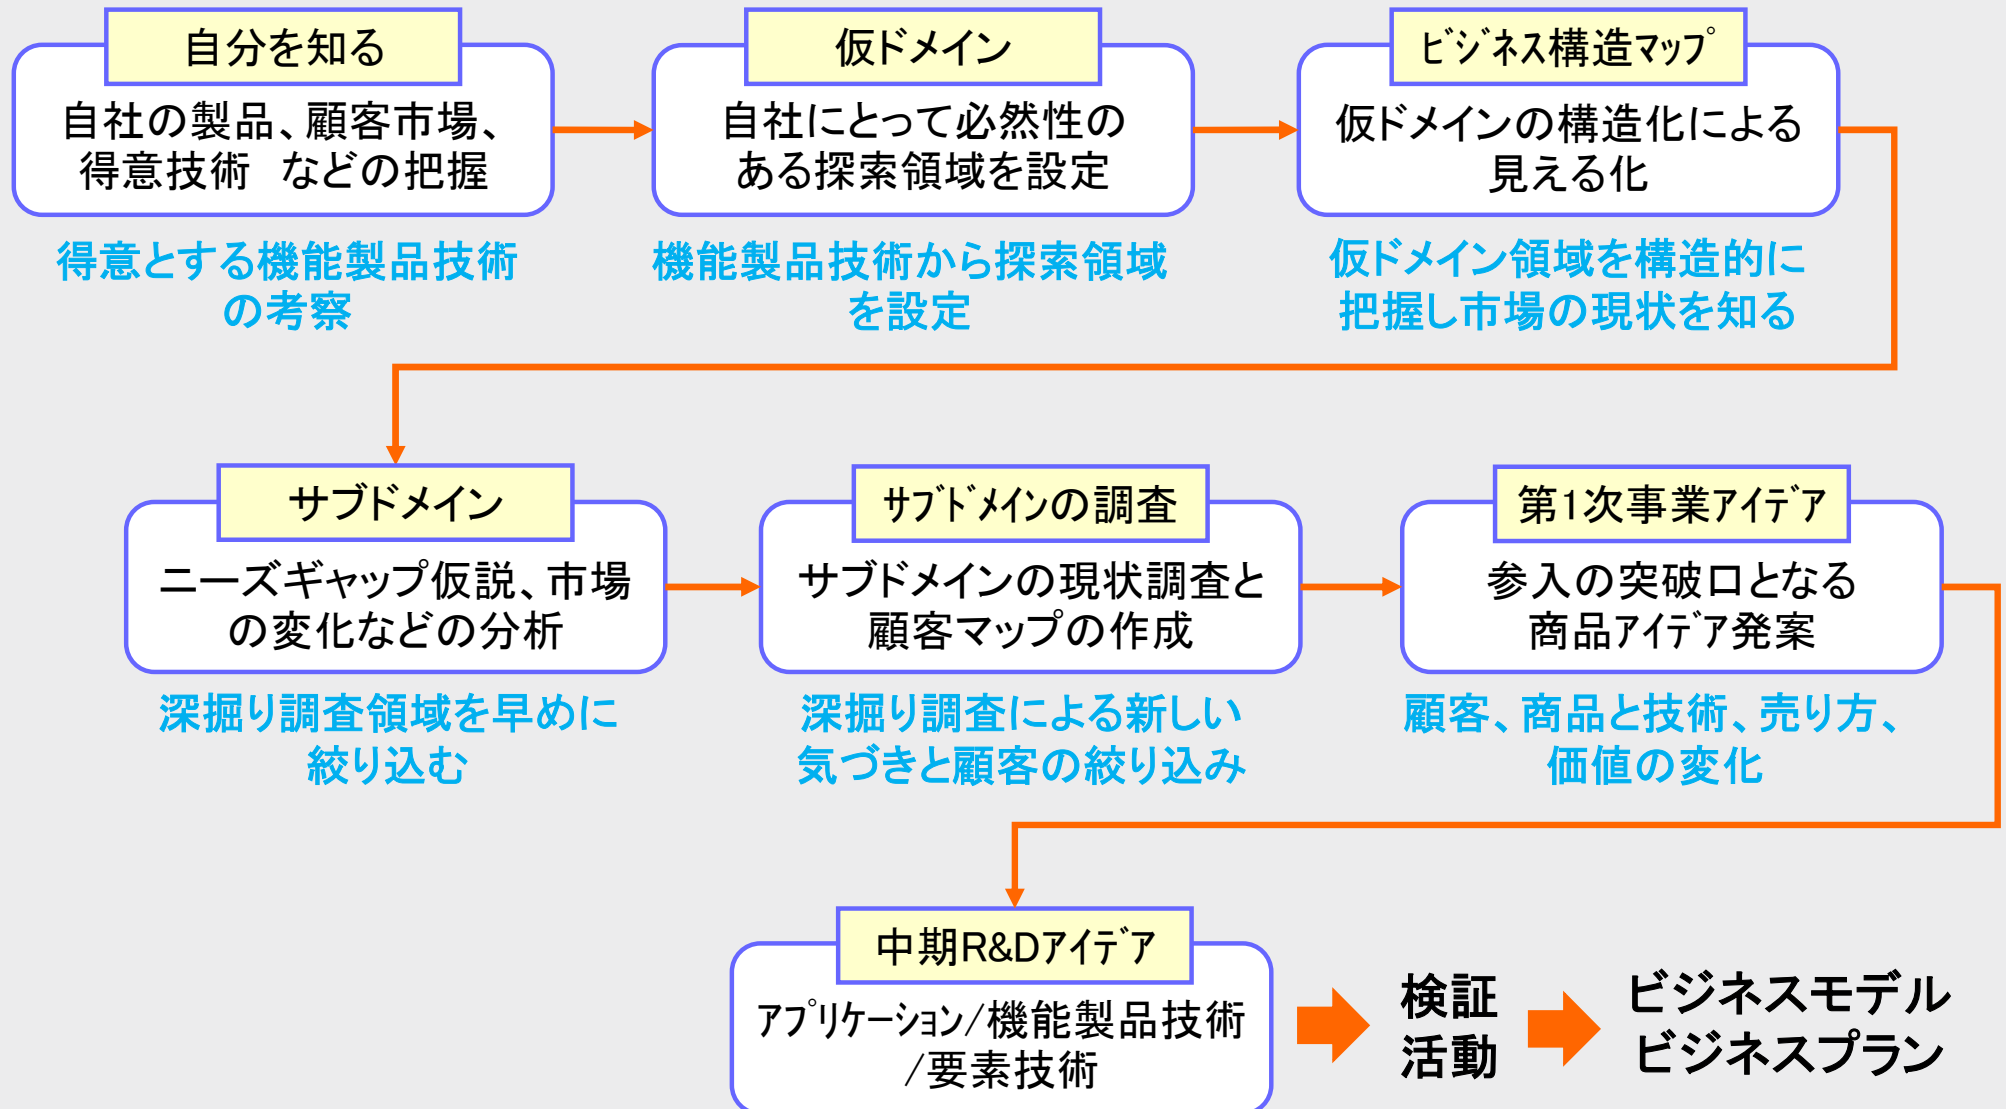 自分を知る
自社の製品、顧客市場、
得意技術　などの把握
得意とする機能製品技術
の考察
仮ドメイン
自社にとって必然性の
ある探索領域を設定
機能製品技術から探索領域
を設定
ﾋﾞｼﾞﾈｽ構造ﾏｯﾌﾟ
仮ドメインの構造化による
見える化
仮ドメイン領域を構造的に
把握し市場の現状を知る
サブドメイン
ニーズギャップ仮説、市場
の変化などの分析
深掘り調査領域を早めに
絞り込む
ｻﾌﾞﾄﾞﾒｲﾝの調査
サブドメインの現状調査と
顧客マップの作成
深掘り調査による新しい
気づきと顧客の絞り込み
第1次事業ｱｲﾃﾞｱ
参入の突破口となる
商品ｱｲﾃﾞｱ発案
顧客、商品と技術、売り方、
価値の変化
中期R&Dｱｲﾃﾞｱ
ｱﾌﾟﾘｹｰｼｮﾝ/機能製品技術
/要素技術
検証
活動
ビジネスモデル
ビジネスプラン